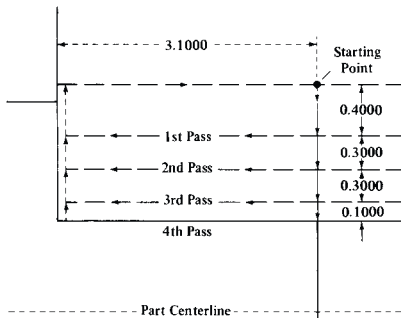 3.1000
Starting
Point
0.4000
1st Pass
0.3000
2nd Pass
0.3000
3rd Pass
0.1000
4th Pass
Part Centerline